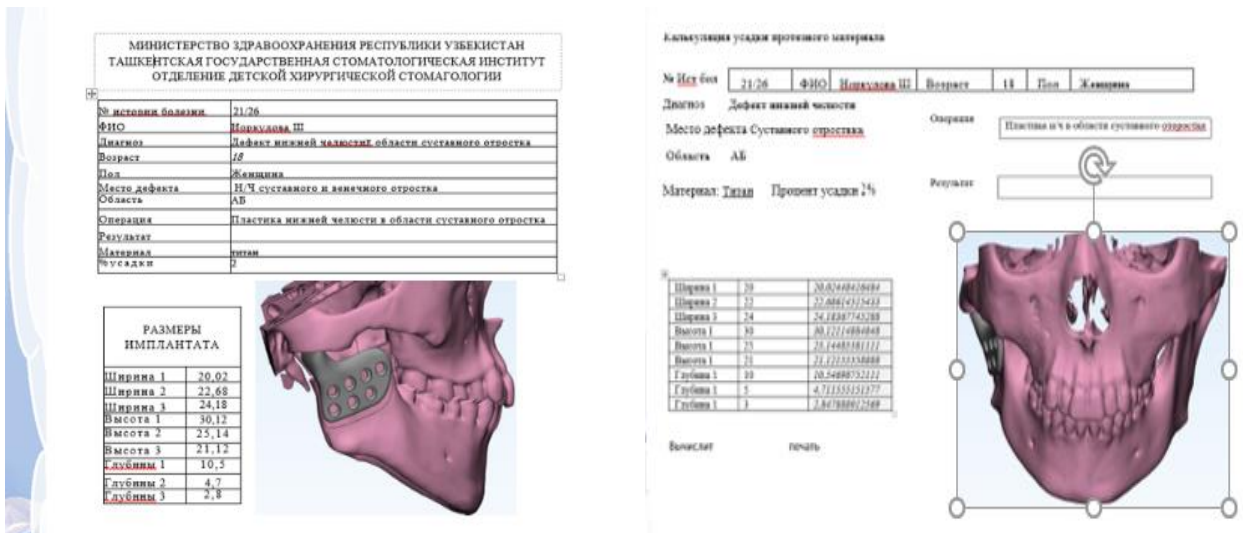 МИНИСТЕРСТВО ЗДРАВООХРАНЕНИЯ РЕСПУБЛИКИ УЗБЕКИСТАН
ТАШКЕНТСКАЯ ГОСУДАРСТВЕННАЯ СТОМАТОЛОГИЧЕСКАЯ ИНСТИТУТ
ОТДЕЛЕНИЕ ДЕТСКОЙ ХИРУРГИЧЕСКОЙ СТОМАГОЛОГИИ
№ истории болезни. 21/26
ФИО Норкулова Ш
Диагноз Дефект нижней челюстиг области суставного отростка
Возраст 18
Пол Женщина
Место дефекта Н/Ч суставного и венечного отростка
Область АБ
Операция Пластика нижней челюсти в области суставного отростка
Результат
Материал титан
%усадки 2
РАЗМЕРЫ
ИМПЛАНТАТА
Ширина 1 20,02
Ширина 2 22,68
Ширина 3 24,18
Высота 1 30,12
Высота 2 25,14
Высота 3 21,12
Глубины 1 10,5
Глубины 2 4,7
Глубины 3 2,8
Калькуляция усадки протезного материала
№ Ист бол 21/26 ФИО Норкулова Ш Возраст 18 Пол Женщина
Диагноз Дефект нижней челюсти
Место дефекта Суставного отростка
Область АБ
Материал: Титан Процент усадки 2%
Операция Пластика н/ч в области суставного отростка
Результат
Ширина 1 20
Ширина 2 22
Ширина 3 24
Высота 1 30
Высота 1 25
Высота 1 21
Глубина 1 10
Глубина 1 5
Глубина 1 3
Вычислит печать